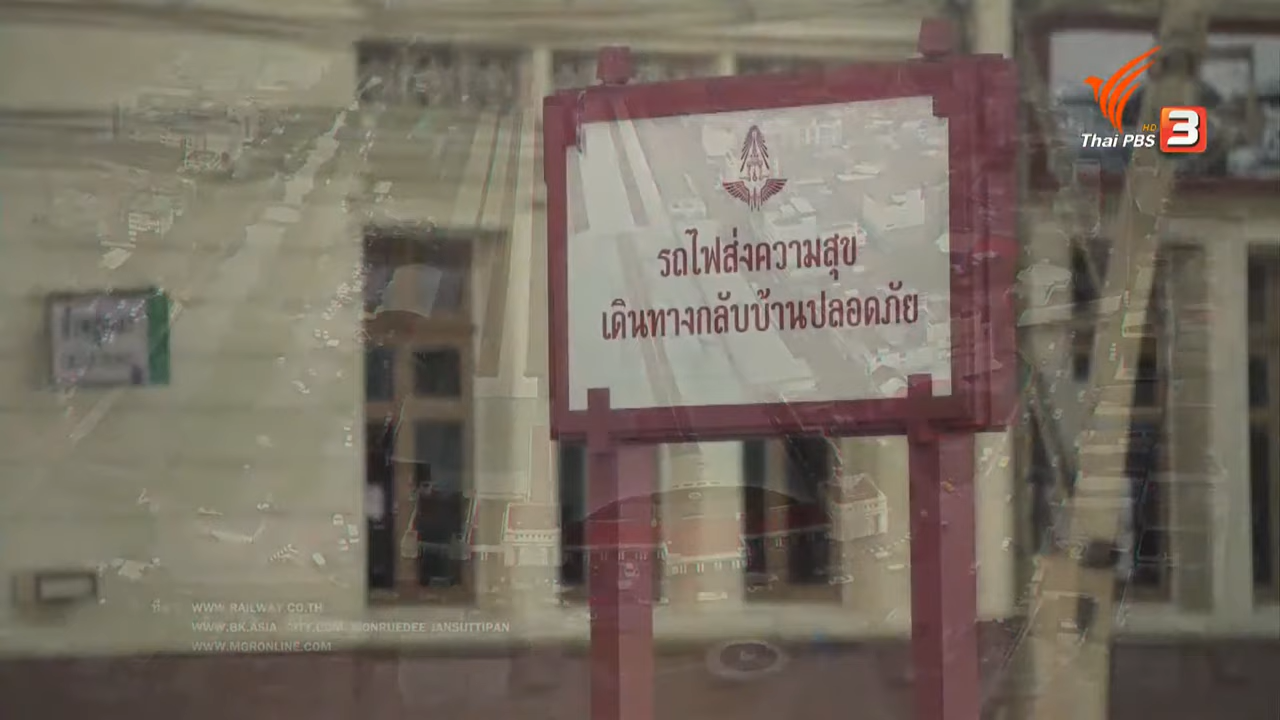 Thai PBS
HD
3
รถไฟส่งความสุข
เดินทางกลับบ้านปลอดภัย
WWW.RAILWAY.CO.TH
WWW.MGRONLINE.COM